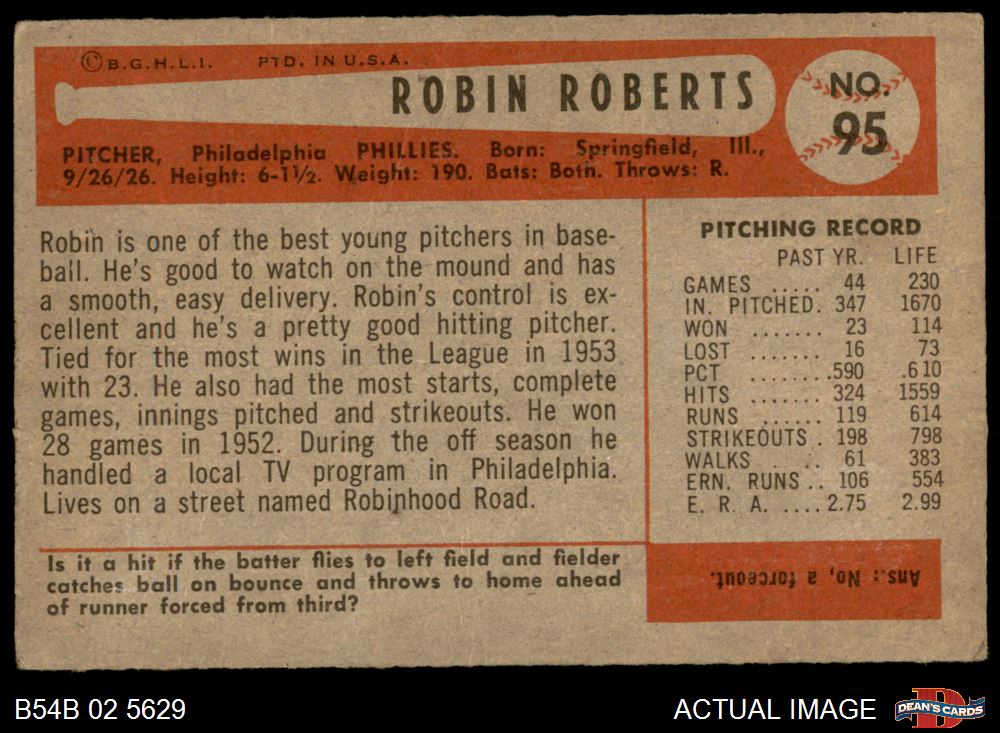 ©B.G.H.L.I. PTD. IN U.S.A.
ROBIN ROBERTS
NO.
95
PITCHER, Philadelphia PHILLIES. Born: Springfield, Ill.,
9/26/26. Height: 6-1½. Weight: 190. Bats: Both. Throws: R.
Robin is one of the best young pitchers in base-
ball. He's good to watch on the mound and has
a smooth, easy delivery. Robin's control is ex-
cellent and he's a pretty good hitting pitcher.
Tied for the most wins in the League in 1953
with 23. He also had the most starts, complete
games, innings pitched and strikeouts. He won
28 games in 1952. During the off season he
handled a local TV program in Philadelphia.
Lives on a street named Robinhood Road.
PITCHING RECORD
PAST YR. LIFE
GAMES ..... 44 230
IN. PITCHED. 347 1670
WON ....... 23 114
LOST ....... 16 73
PCT ....... .590 .610
HITS ....... 324 1559
RUNS ...... 119 614
STRIKEOUTS . 198 798
WALKS .... 61 383
ERN. RUNS .. 106 554
E. R. A. .... 2.75 2.99
Is it a hit if the batter flies to left field and fielder
catches ball on bounce and throws to home ahead
of runner forced from third?
Ans.: No, a forceout.
B54B 02 5629
ACTUAL IMAGE
DEAN'S CARDS